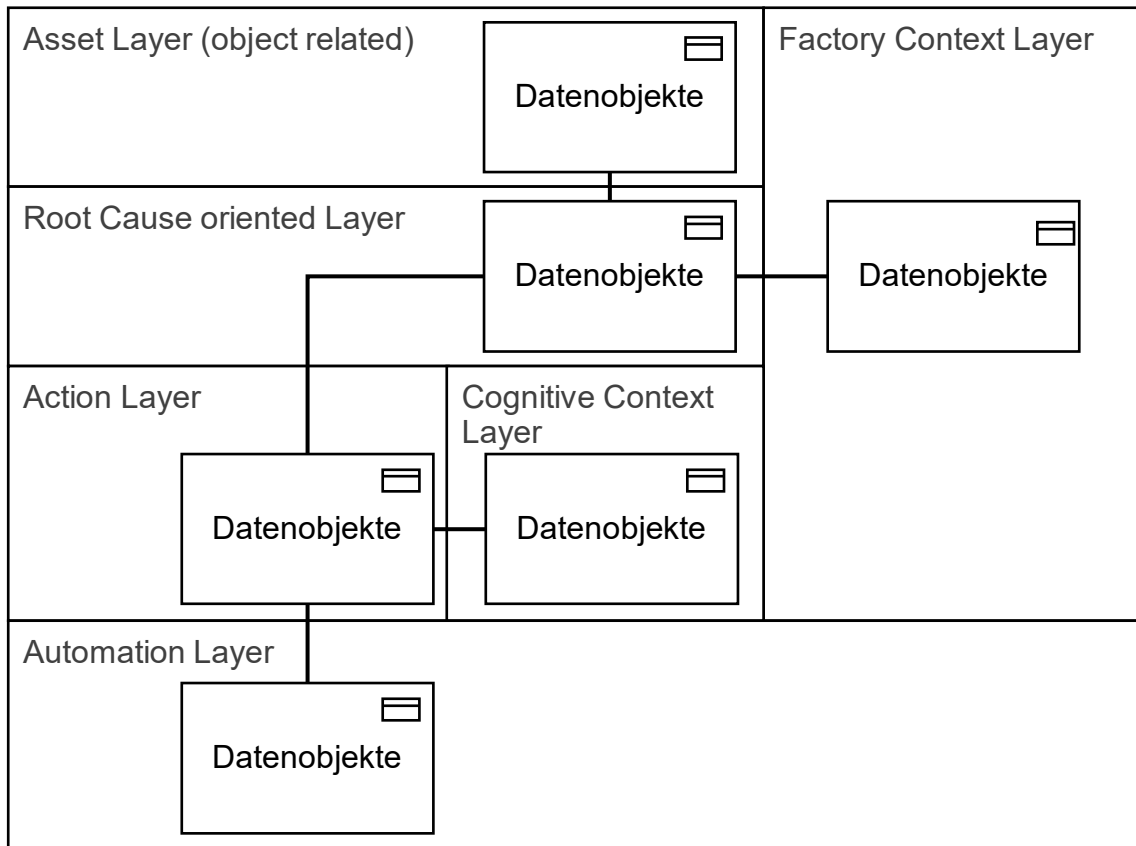 Asset Layer (object related)
Datenobjekte
Factory Context Layer
Root Cause oriented Layer
Datenobjekte
Datenobjekte
Action Layer
Cognitive Context
Layer
Datenobjekte
Datenobjekte
Automation Layer
Datenobjekte